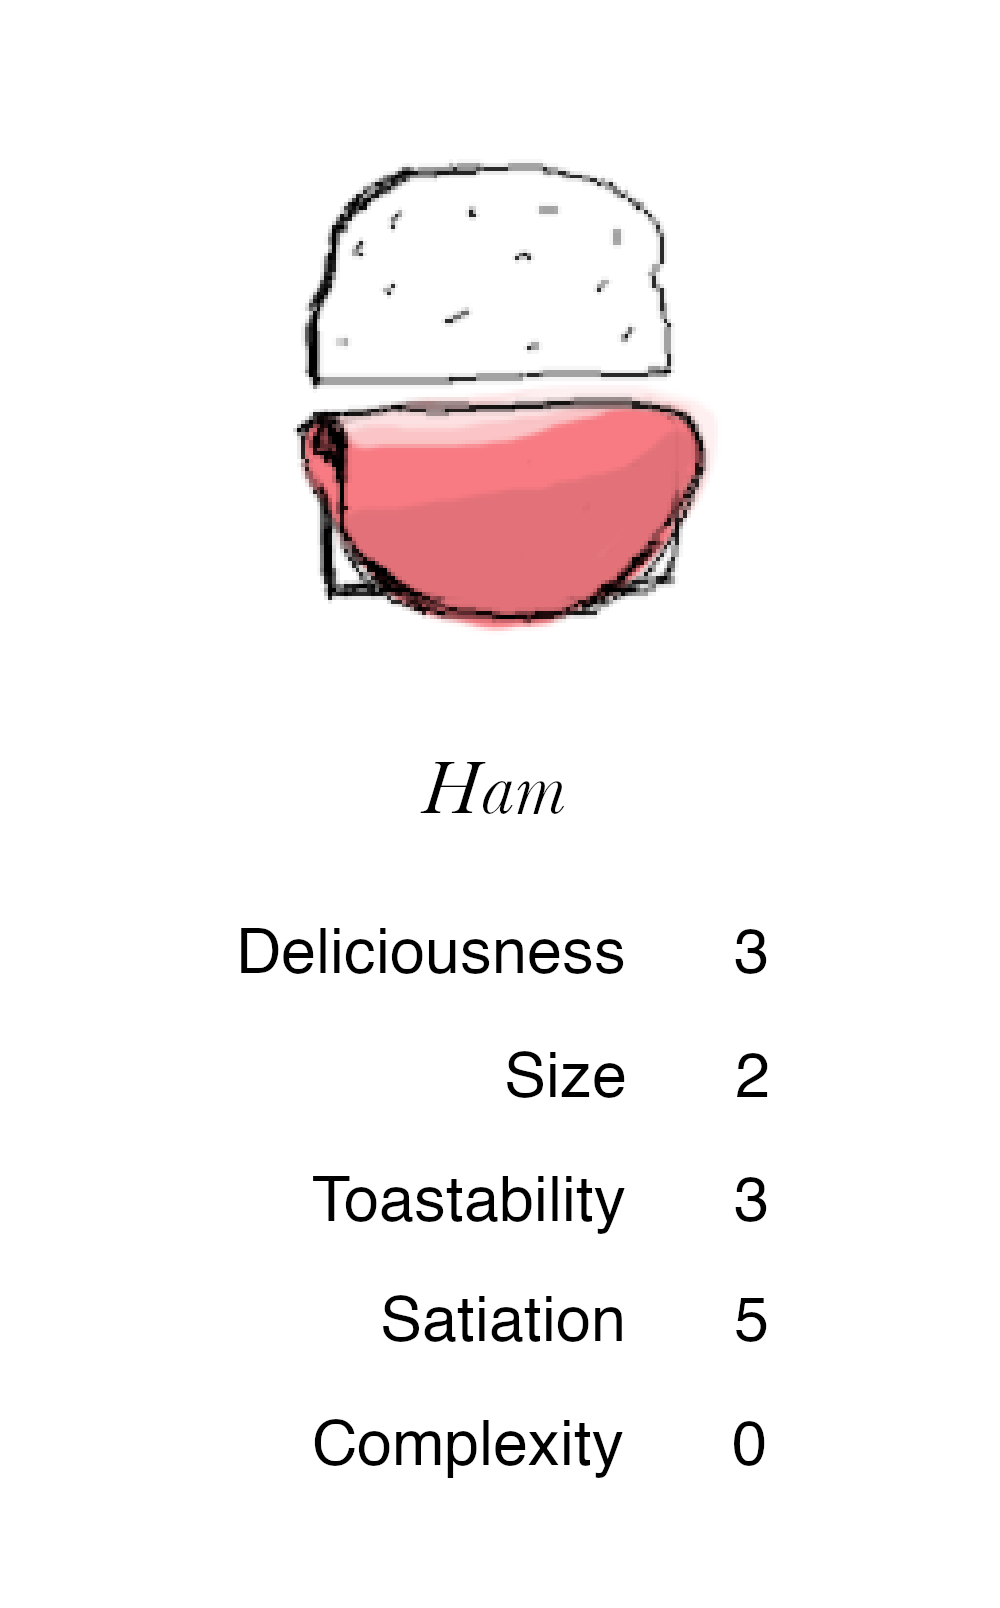 Ham
Deliciousness 3
Size 2
Toastability 3
Satiation 5
Complexity 0